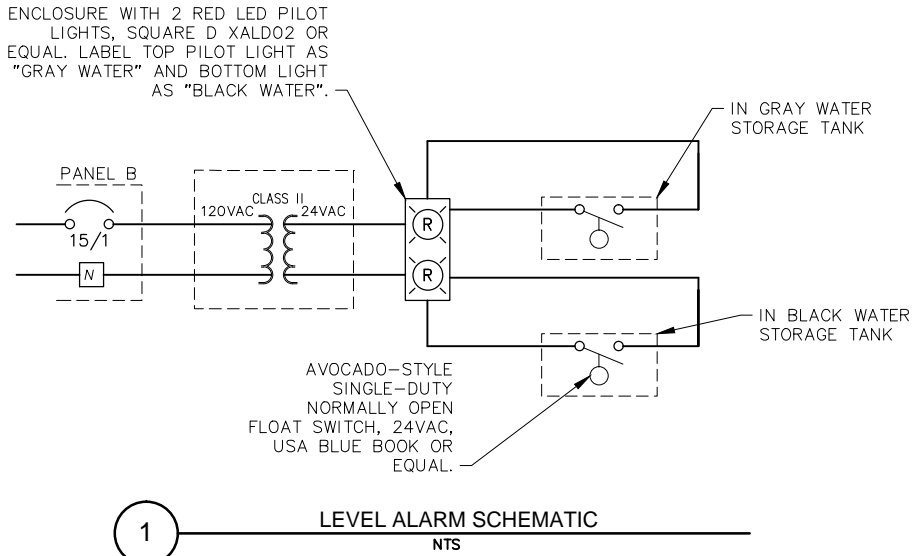 ENCLOSURE WITH 2 RED LED PILOT
LIGHTS, SQUARE D XALD02 OR
EQUAL. LABEL TOP PILOT LIGHT AS
"GRAY WATER" AND BOTTOM LIGHT
AS "BLACK WATER".
IN GRAY WATER
STORAGE TANK
PANEL B
15/1
N
CLASS II
120VAC
24VAC
R
R
IN BLACK WATER
STORAGE TANK
AVOCADO-STYLE
SINGLE-DUTY
NORMALLY OPEN
FLOAT SWITCH, 24VAC,
USA BLUE BOOK OR
EQUAL.
1
LEVEL ALARM SCHEMATIC
NTS